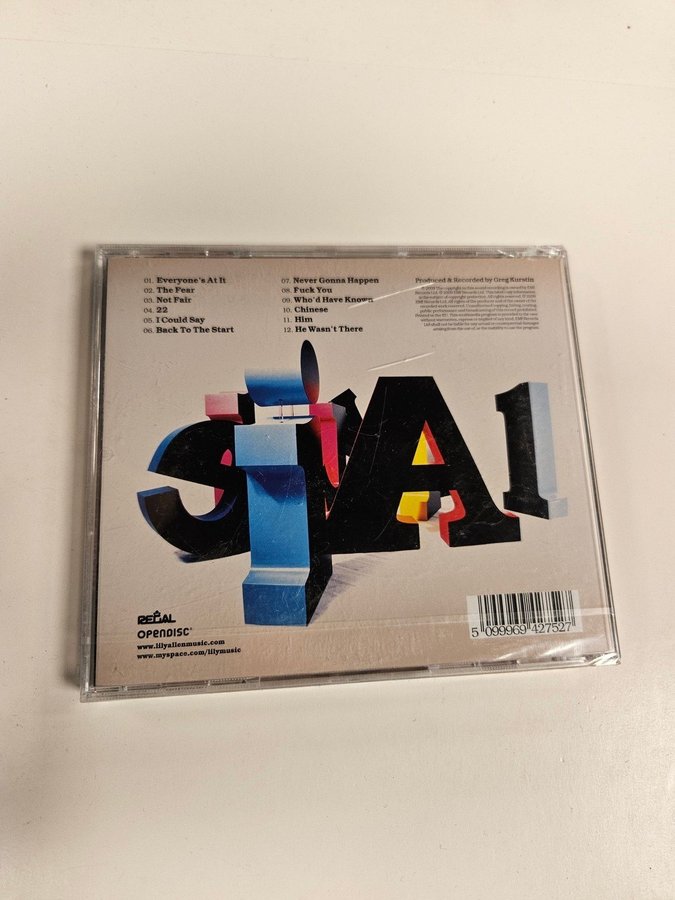 01. Everyone's At It
02. The Fear
03. Not Fair
04. 22
05. I Could Say
06. Back To The Start
07. Never Gonna Happen
08. Fuck You
09. Who'd Have Known
10. Chinese
11. Him
12. He Wasn't There
Produced & Recorded by Greg Kurstin
REGAL
OPENDISC
www.lilyallenmusic.com
www.myspace.com/lilymusic
5 099969 427527